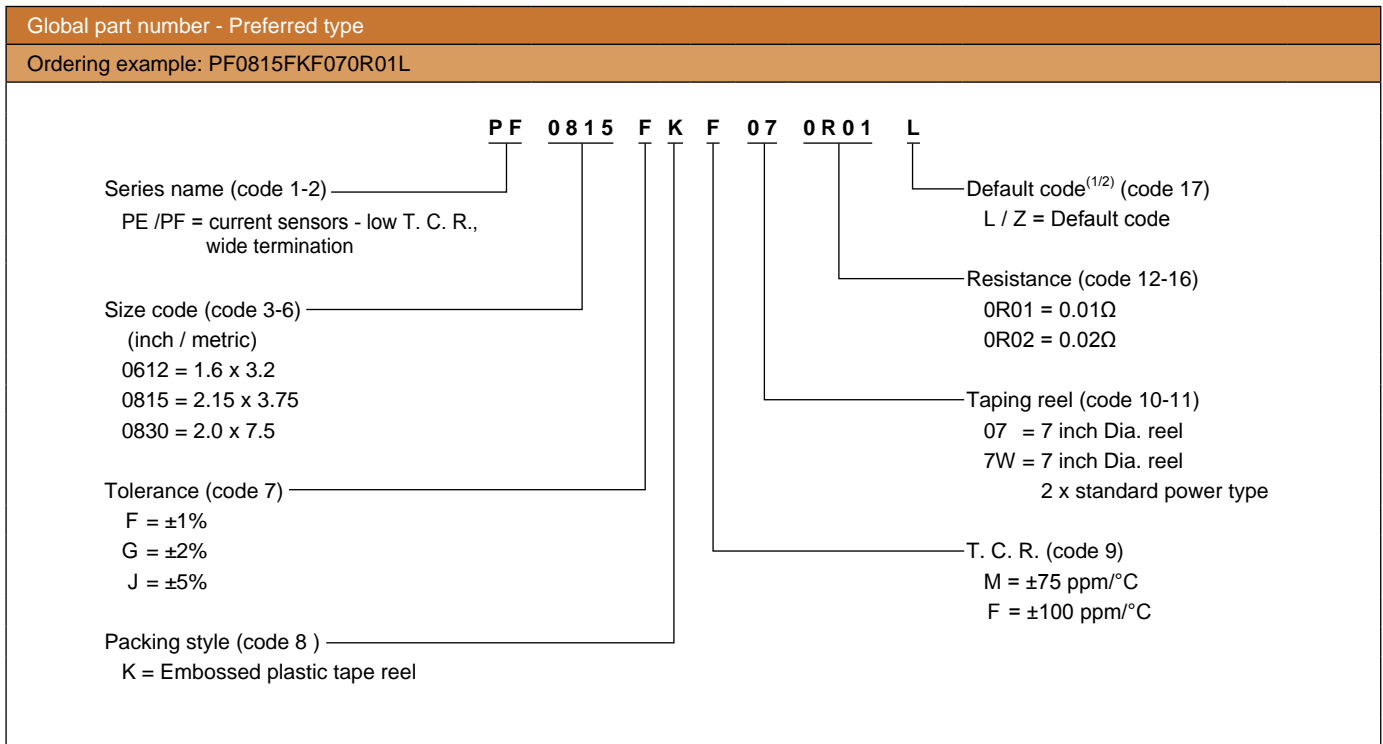 Global part number - Preferred type
Ordering example: PF0815FKF070R01L
P F 0 8 1 5 F K F 0 7 0 R 0 1 L
Series name (code 1-2)
PE /PF = current sensors - low T. C. R.,
wide termination
Size code (code 3-6)
(inch / metric)
0612 = 1.6 x 3.2
0815 = 2.15 x 3.75
0830 = 2.0 x 7.5
Tolerance (code 7)
F = ±1%
G = ±2%
J = ±5%
Packing style (code 8 )
K = Embossed plastic tape reel
Default code(1/2) (code 17)
L / Z = Default code
Resistance (code 12-16)
0R01 = 0.01Ω
0R02 = 0.02Ω
Taping reel (code 10-11)
07 = 7 inch Dia. reel
7W = 7 inch Dia. reel
2 x standard power type
T. C. R. (code 9)
M = ±75 ppm/°C
F = ±100 ppm/°C